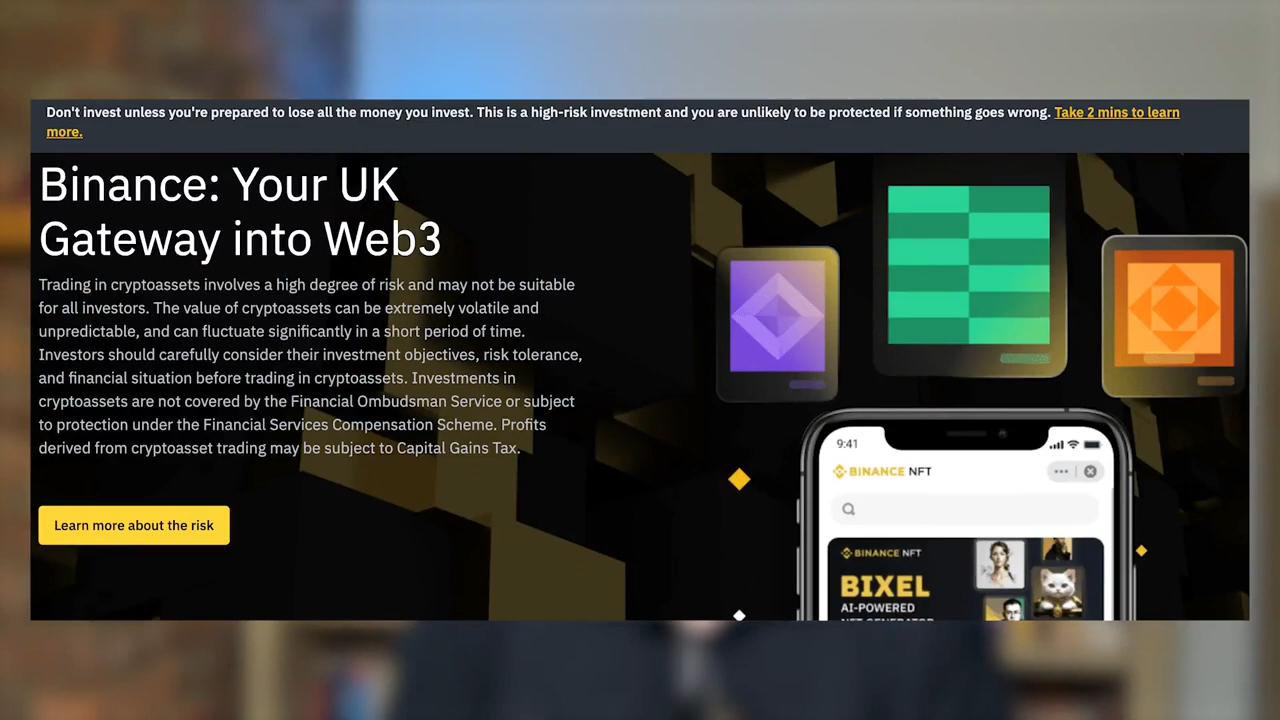 Don't invest unless you're prepared to lose all the money you invest. This is a high-risk investment and you are unlikely to be protected if something goes wrong. Take 2 mins to learn
more.
Binance: Your UK
Gateway into Web3
Trading in cryptoassets involves a high degree of risk and may not be suitable
for all investors. The value of cryptoassets can be extremely volatile and
unpredictable, and can fluctuate significantly in a short period of time.
Investors should carefully consider their investment objectives, risk tolerance,
and financial situation before trading in cryptoassets. Investments in
cryptoassets are not covered by the Financial Ombudsman Service or subject
to protection under the Financial Services Compensation Scheme. Profits
derived from cryptoasset trading may be subject to Capital Gains Tax.
Learn more about the risk
9:41
BINANCE NFT
BINANCE NFT
BIXEL
AI-POWERED